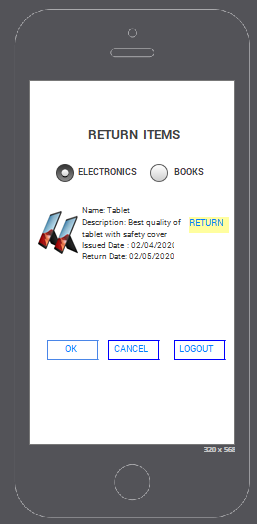 RETURN ITEMS
ELECTRONICS BOOKS
Name: Tablet
Description: Best quality of RETURN
tablet with safety cover
Issued Date : 02/04/2020
Return Date: 02/05/2020
OK CANCEL LOGOUT
320 x 568